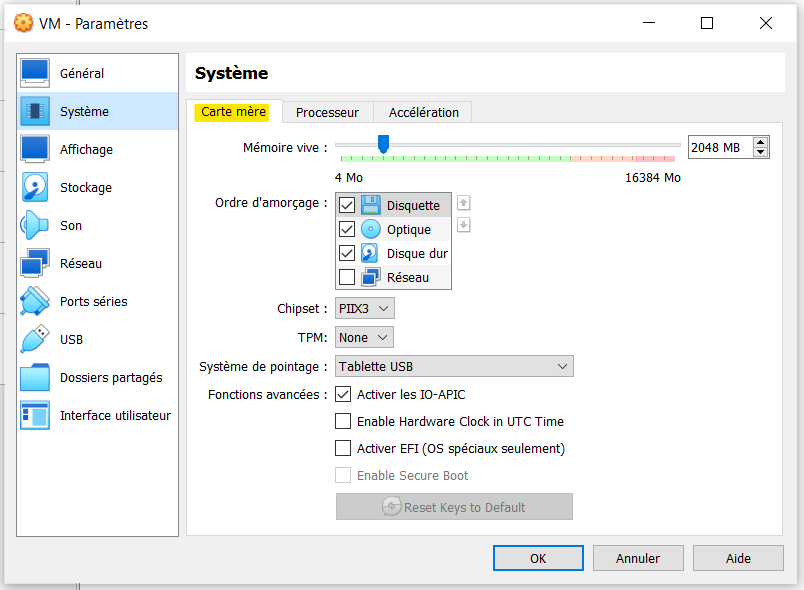 VM - Paramètres
Général
Système
Affichage
Stockage
Son
Réseau
Ports séries
USB
Dossiers partagés
Interface utilisateur
Système
Carte mère Processeur Accélération
Mémoire vive : 2048 MB
4 Mo 16384 Mo
Ordre d'amorçage : Disquette
Optique
Disque dur
Réseau
Chipset : PIIX3
TPM: None
Système de pointage : Tablette USB
Fonctions avancées : Activer les IO-APIC
Enable Hardware Clock in UTC Time
Activer EFI (OS spéciaux seulement)
Enable Secure Boot
Reset Keys to Default
OK Annuler Aide